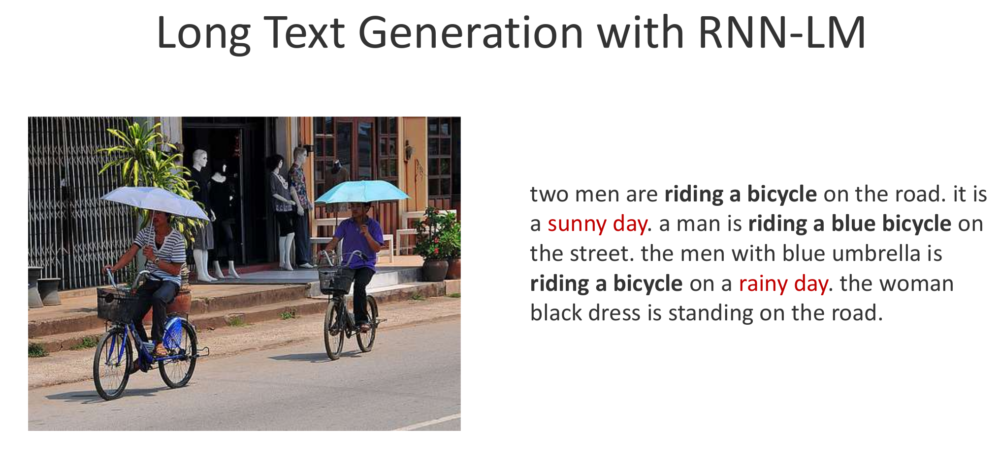 Long Text Generation with RNN-LM
two men are riding a bicycle on the road. it is
a sunny day. a man is riding a blue bicycle on
the street. the men with blue umbrella is
riding a bicycle on a rainy day. the woman
black dress is standing on the road.